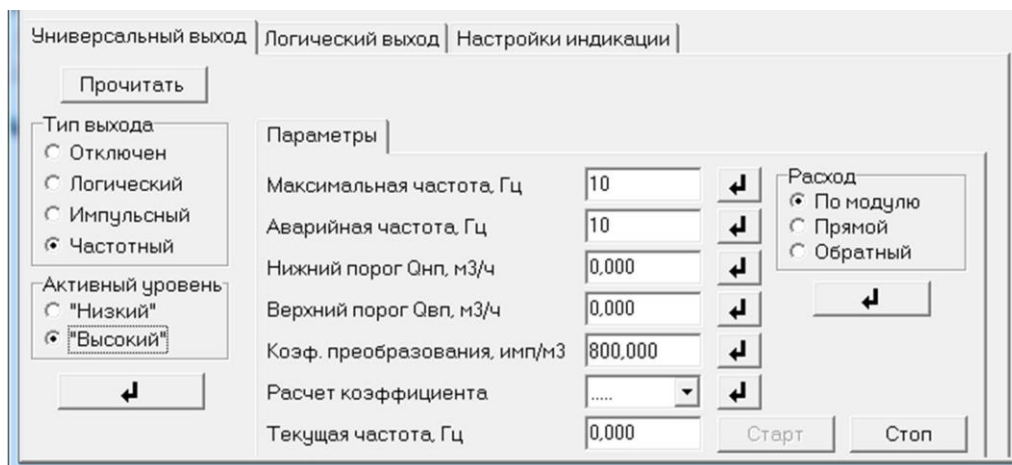 Универсальный выход Логический выход Настройки индикации
Прочитать
Тип выхода
Отключен
Логический
Импульсный
Частотный
Активный уровень
"Низкий"
"Высокий"
Параметры
Максимальная частота, Гц 10
Аварийная частота, Гц 10
Нижний порог Qнп, м3/ч 0,000
Верхний порог Qвп, м3/ч 0,000
Коэф. преобразования, имп/м3 800,000
Расчет коэффициента .....
Текущая частота, Гц 0,000 Старт Стоп
Расход
По модулю
Прямой
Обратный